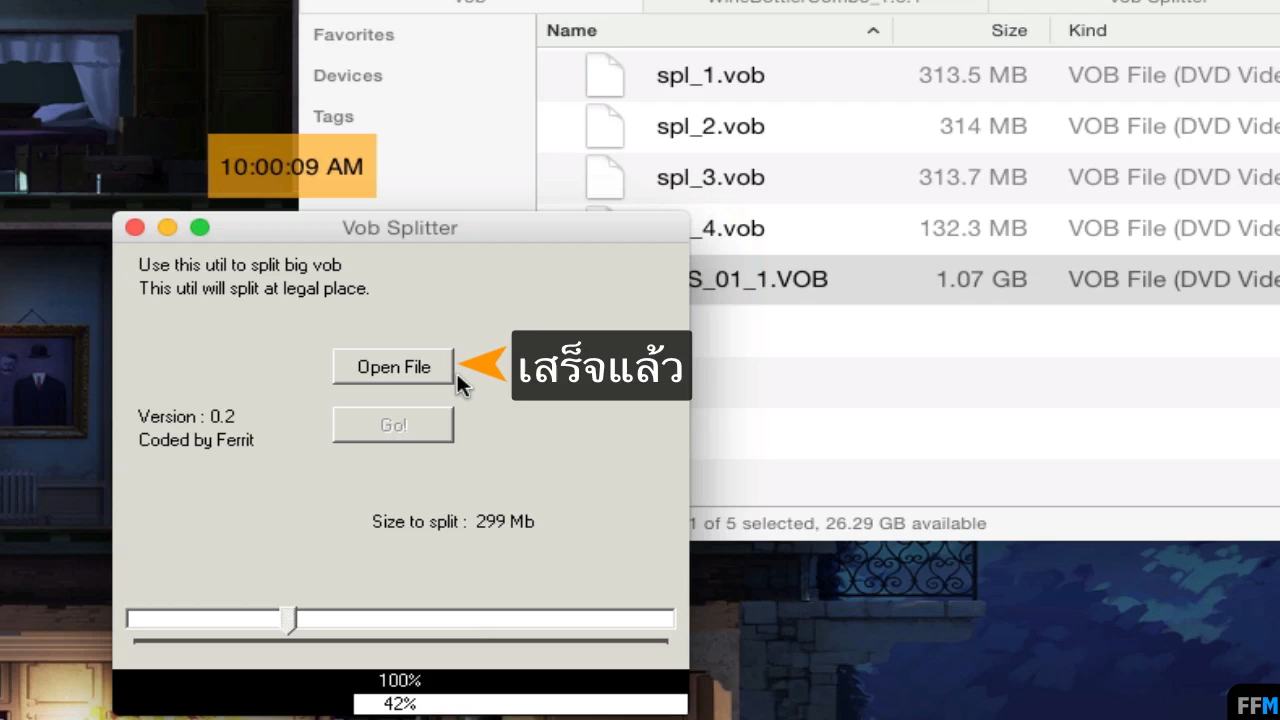 Favorites
Devices
Tags
Name
Size
Kind
spl_1.vob
313.5 MB
VOB File (DVD Vide
spl_2.vob
314 MB
VOB File (DVD Vide
spl_3.vob
313.7 MB
VOB File (DVD Vide
_4.vob
132.3 MB
VOB File (DVD Vide
S_01_1.VOB
1.07 GB
VOB File (DVD Vide
1 of 5 selected, 26.29 GB available
10:00:09 AM
Vob Splitter
Use this util to split big vob
This util will split at legal place.
Open File
เสร็จแล้ว
Version : 0.2
Coded by Ferrit
Go!
Size to split : 299 Mb
100%
42%
FFM